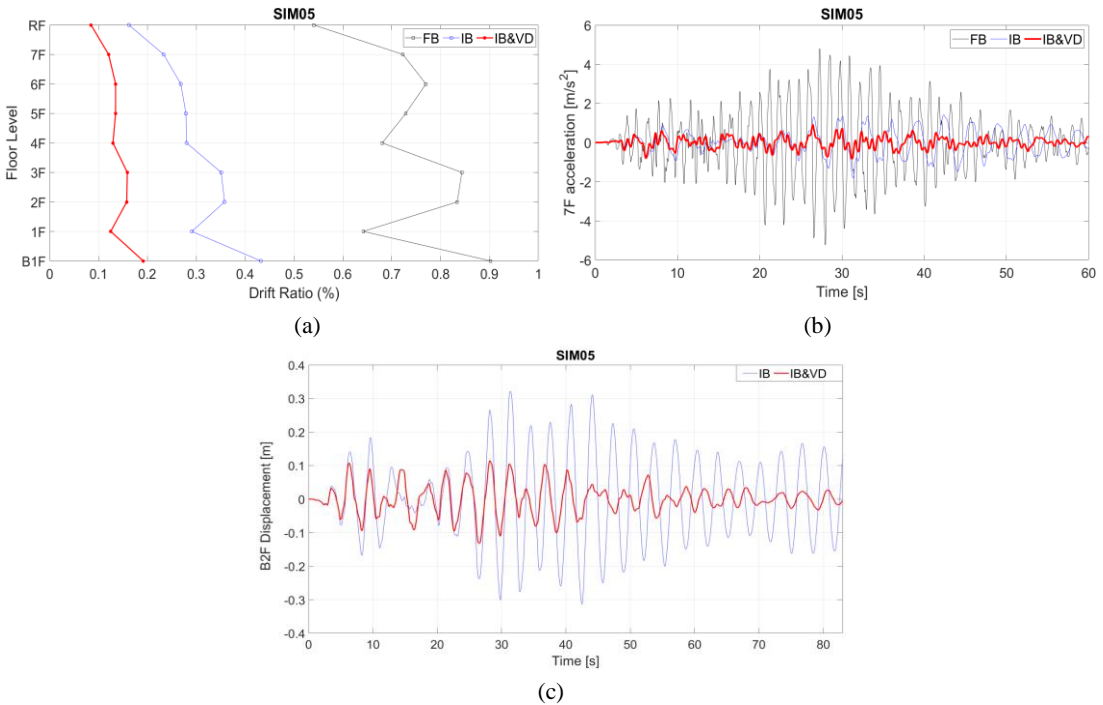 SIM05
FB IB IB&VD
RF
7F
6F
5F
4F
3F
2F
1F
B1F
Floor Level
0 0.1 0.2 0.3 0.4 0.5 0.6 0.7 0.8 0.9 1
Drift Ratio (%)
(a)
SIM05
FB IB IB&VD
6
4
2
0
-2
-4
-6
7F acceleration [m/s²]
0 10 20 30 40 50 60
Time [s]
(b)
SIM05
IB IB&VD
0.4
0.3
0.2
0.1
0
-0.1
-0.2
-0.3
-0.4
B2F Displacement [m]
0 10 20 30 40 50 60 70 80
Time [s]
(c)